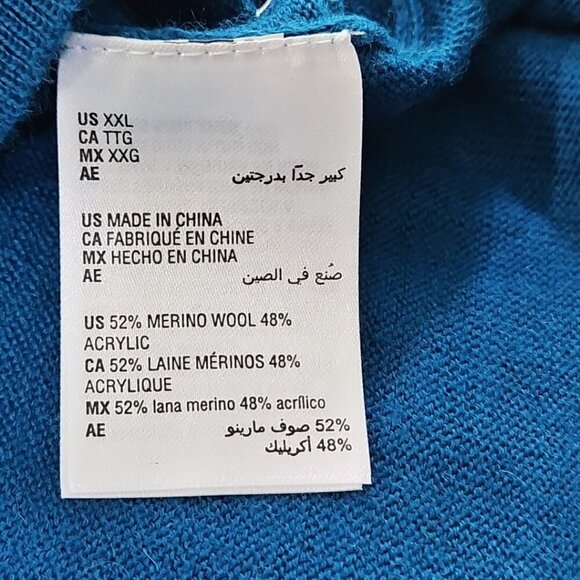 US XXL
CA TTG
MX XXG
AE كبير جدًا بدرجتين
US MADE IN CHINA
CA FABRIQUÉ EN CHINE
MX HECHO EN CHINA
AE صُنع في الصين
US 52% MERINO WOOL 48%
ACRYLIC
CA 52% LAINE MÉRINOS 48%
ACRYLIQUE
MX 52% lana merino 48% acrílico
AE 52% صوف مارينو
48% أكريليك